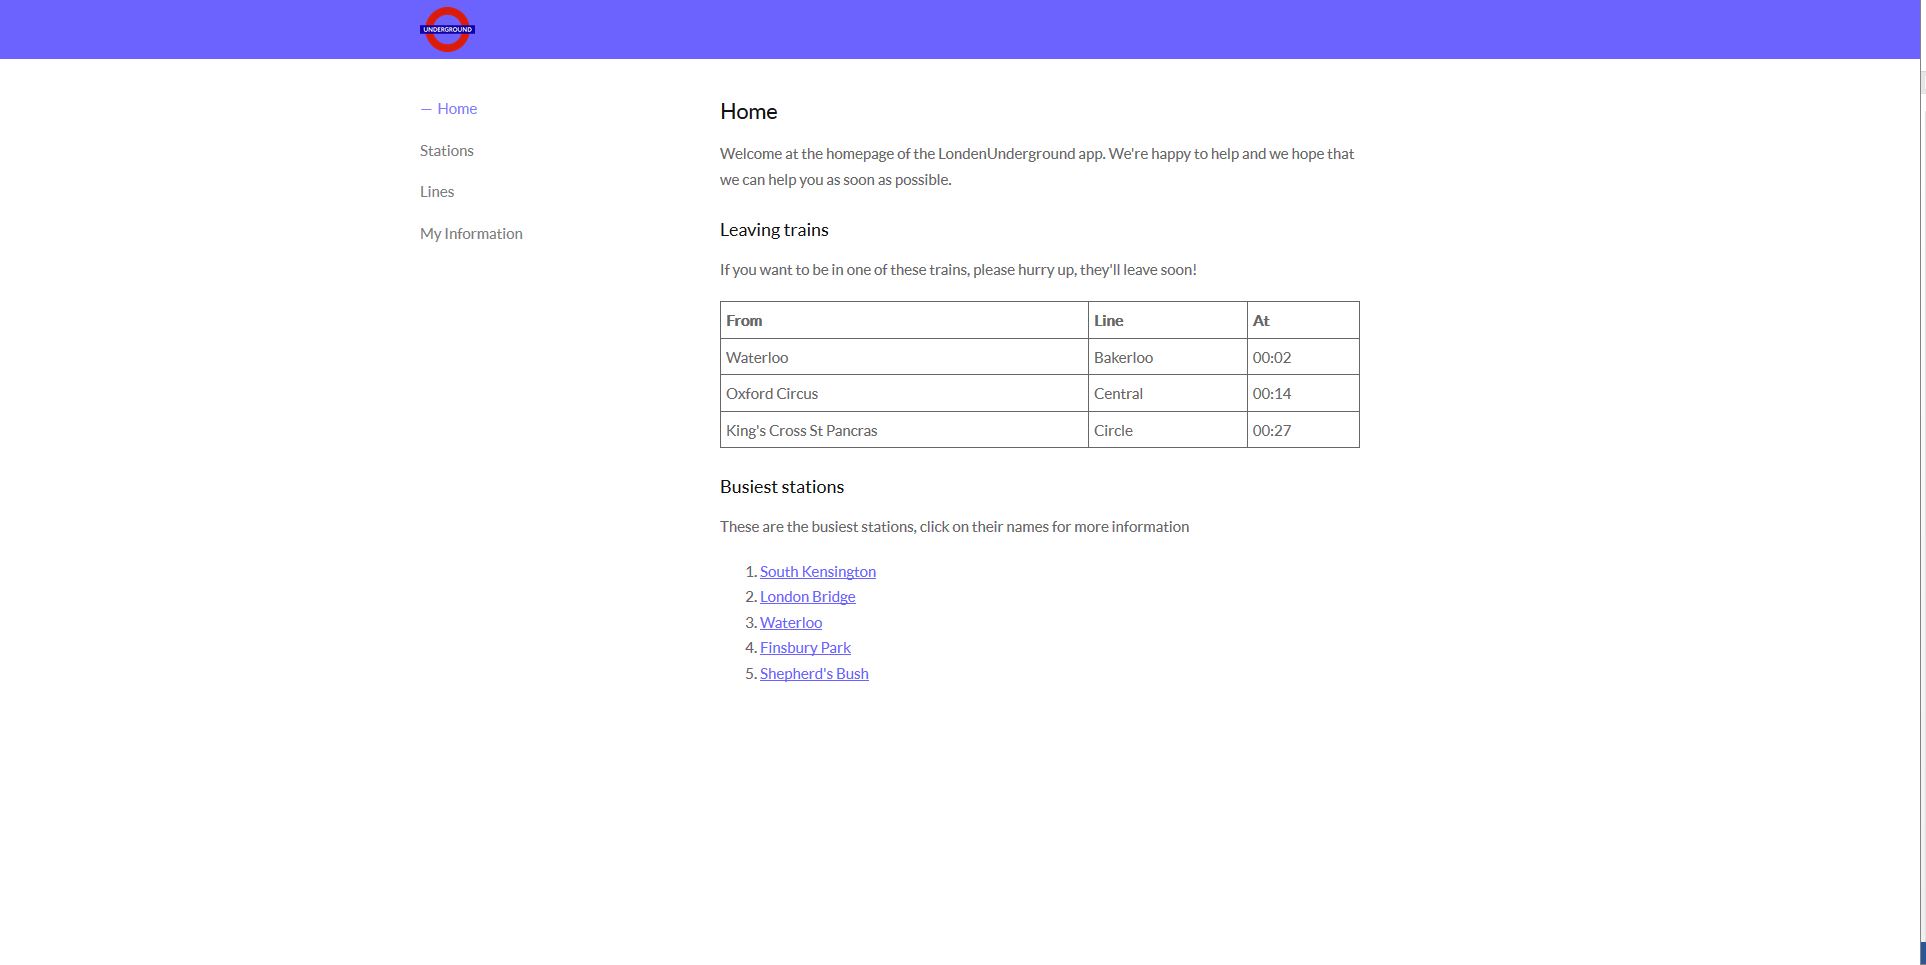 UNDERGROUND
— Home
Stations
Lines
My Information
Home
Welcome at the homepage of the LondenUnderground app. We're happy to help and we hope that
we can help you as soon as possible.
Leaving trains
If you want to be in one of these trains, please hurry up, they'll leave soon!
From Line At
Waterloo Bakerloo 00:02
Oxford Circus Central 00:14
King's Cross St Pancras Circle 00:27
Busiest stations
These are the busiest stations, click on their names for more information
1. South Kensington
2. London Bridge
3. Waterloo
4. Finsbury Park
5. Shepherd's Bush